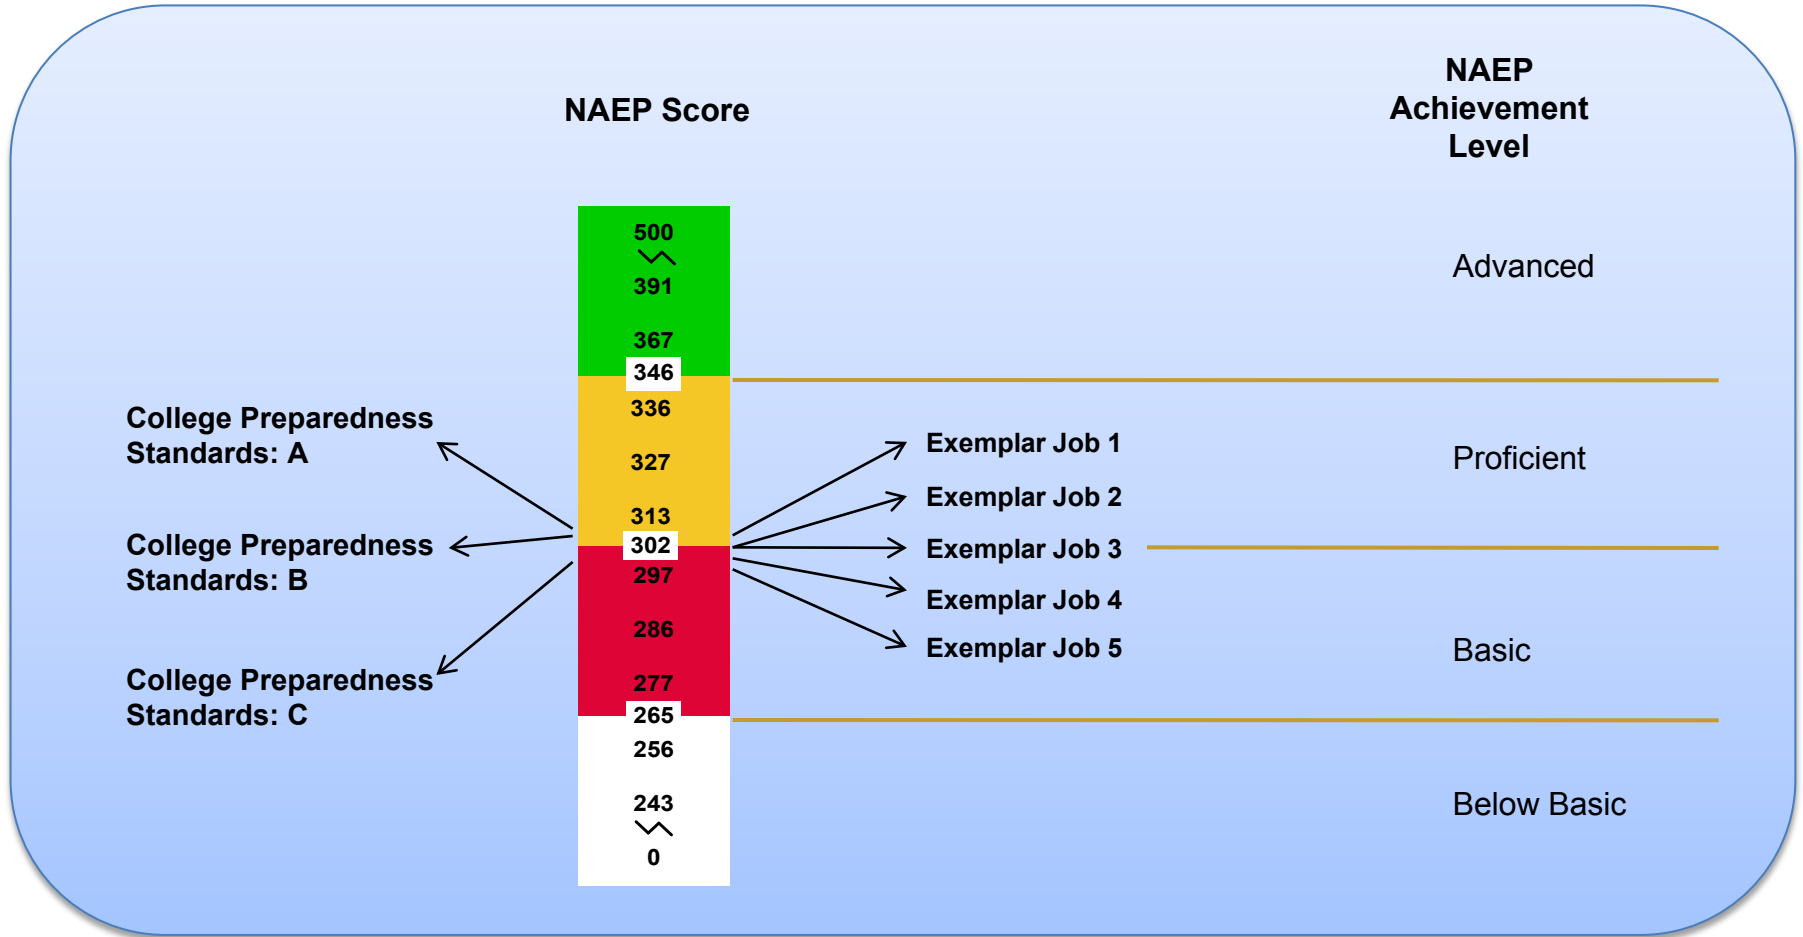 NAEP
Achievement
Level
NAEP Score
500
391
367
346
336
327
313
302
297
286
277
265
256
243
0
College Preparedness
Standards: A
College Preparedness
Standards: B
College Preparedness
Standards: C
Exemplar Job 1
Exemplar Job 2
Exemplar Job 3
Exemplar Job 4
Exemplar Job 5
Advanced
Proficient
Basic
Below Basic